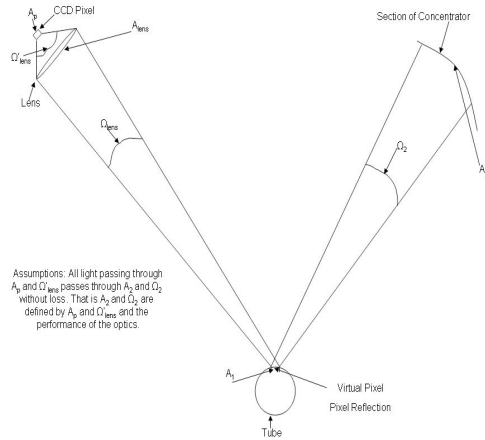 Ap CCD Pixel
Section of Concentrator
Alens
Ω'lens
Lens
Ωlens
Ω2
A
Assumptions: All light passing through
Ap and Ω'lens passes through A2 and Ω2
without loss. That is A2 and Ω2 are
defined by Ap and Ω'lens and the
performance of the optics.
A1
Virtual Pixel
Pixel Reflection
Tube